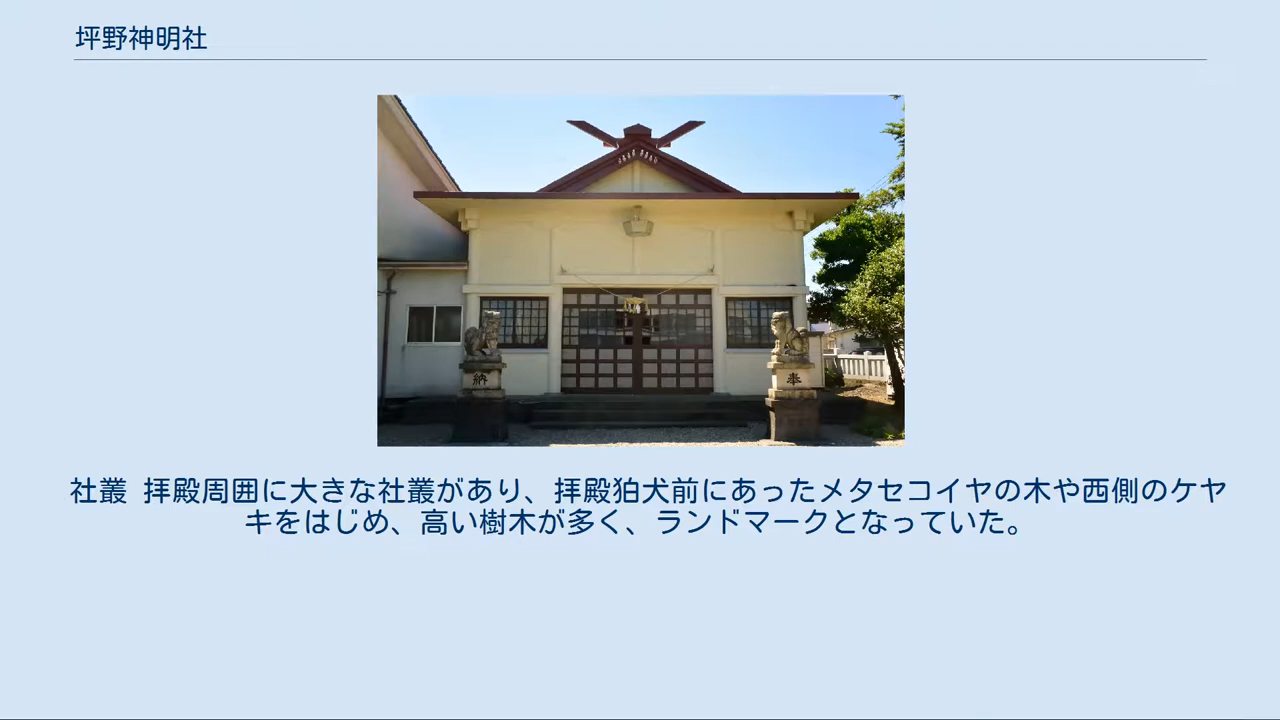 坪野神明社
納
奉
社叢 拝殿周囲に大きな社叢があり、拝殿狛犬前にあったメタセコイヤの木や西側のケヤ
キをはじめ、高い樹木が多く、ランドマークとなっていた。